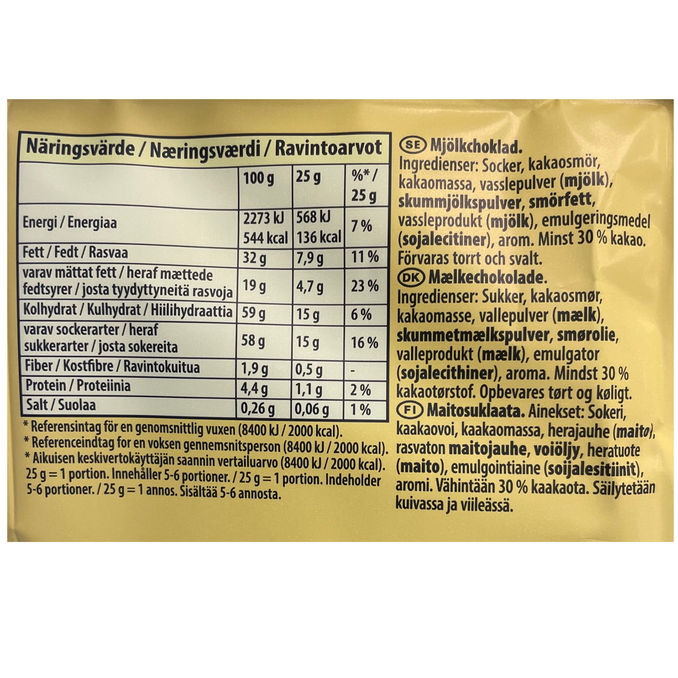 Näringsvärde / Næringsværdi / Ravintoarvot
100 g 25 g %* / 25 g
Energi / Energiaa 2273 kJ 568 kJ 7 %
544 kcal 136 kcal
Fett / Fedt / Rasvaa 32 g 7,9 g 11 %
varav mättat fett / heraf mættede
fedtsyrer / josta tyydyttyneitä rasvoja 19 g 4,7 g 23 %
Kolhydrat / Kulhydrat / Hiilihydraattia 59 g 15 g 6 %
varav sockerarter / heraf
sukkerarter / josta sokereita 58 g 15 g 16 %
Fiber / Kostfibre / Ravintokuitua 1,9 g 0,5 g -
Protein / Proteiinia 4,4 g 1,1 g 2 %
Salt / Suolaa 0,26 g 0,06 g 1 %
* Referensintag för en genomsnittlig vuxen (8400 kJ / 2000 kcal).
* Referenceindtag for en voksen gennemsnitsperson (8400 kJ / 2000 kcal).
* Aikuisen keskivertokäyttäjän saannin vertailuarvo (8400 kJ / 2000 kcal).
25 g = 1 portion. Innehåller 5-6 portioner. / 25 g = 1 portion. Indeholder
5-6 portioner. / 25 g = 1 annos. Sisältää 5-6 annosta.
SE Mjölkchoklad.
Ingredienser: Socker, kakaosmör,
kakaomassa, vasslepulver (mjölk),
skummjölkspulver, smörfett,
vassleprodukt (mjölk), emulgeringsmedel
(sojalecitiner), arom. Minst 30 % kakao.
Förvaras torrt och svalt.
DK Mælkechokolade.
Ingredienser: Sukker, kakaosmør,
kakaomasse, vallepulver (mælk),
skummetmælkspulver, smørolie,
valleprodukt (mælk), emulgator
(sojalecithiner), aroma. Mindst 30 %
kakaotørstof. Opbevares tørt og køligt.
FI Maitosuklaata. Ainekset: Sokeri,
kaakaovoi, kaakaomassa, herajauhe (maito),
rasvaton maitojauhe, voiöljy, heratuote
(maito), emulgointiaine (soijalesitiinit),
aromi. Vähintään 30 % kaakaota. Säilytetään
kuivassa ja viileässä.